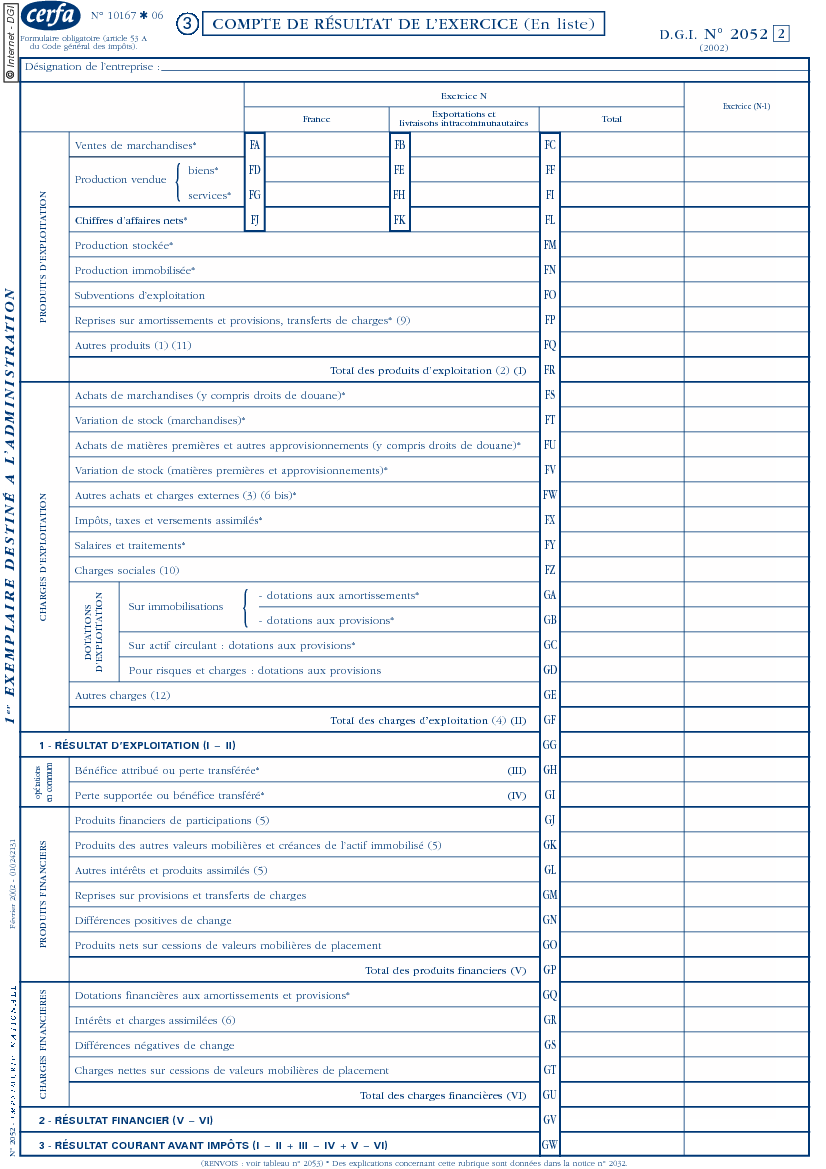 cerfa
N° 10167 ✱ 06
3 COMPTE DE RÉSULTAT DE L'EXERCICE (En liste)
D.G.I. N° 2052 2
(2002)
Formulaire obligatoire (article 53 A
du Code général des impôts).
© Internet - DGI
Désignation de l'entreprise :
Exercice N
Exercice (N-1)
France
Exportations et
livraisons intracommunautaires
Total
PRODUITS D'EXPLOITATION
Ventes de marchandises* FA FB FC
Production vendue { biens* FD FE FF
services* FG FH FI
Chiffres d'affaires nets* FJ FK FL
Production stockée* FM
Production immobilisée* FN
Subventions d'exploitation FO
Reprises sur amortissements et provisions, transferts de charges* (9) FP
Autres produits (1) (11) FQ
Total des produits d'exploitation (2) (I) FR
CHARGES D'EXPLOITATION
Achats de marchandises (y compris droits de douane)* FS
Variation de stock (marchandises)* FT
Achats de matières premières et autres approvisionnements (y compris droits de douane)* FU
Variation de stock (matières premières et approvisionnements)* FV
Autres achats et charges externes (3) (6 bis)* FW
Impôts, taxes et versements assimilés* FX
Salaires et traitements* FY
Charges sociales (10) FZ
DOTATIONS
D'EXPLOITATION
Sur immobilisations { - dotations aux amortissements* GA
- dotations aux provisions* GB
Sur actif circulant : dotations aux provisions* GC
Pour risques et charges : dotations aux provisions GD
Autres charges (12) GE
Total des charges d'exploitation (4) (II) GF
1 - RÉSULTAT D'EXPLOITATION (I – II) GG
opérations
en commun
Bénéfice attribué ou perte transférée* (III) GH
Perte supportée ou bénéfice transféré* (IV) GI
PRODUITS FINANCIERS
Produits financiers de participations (5) GJ
Produits des autres valeurs mobilières et créances de l'actif immobilisé (5) GK
Autres intérêts et produits assimilés (5) GL
Reprises sur provisions et transferts de charges GM
Différences positives de change GN
Produits nets sur cessions de valeurs mobilières de placement GO
Total des produits financiers (V) GP
CHARGES FINANCIERES
Dotations financières aux amortissements et provisions* GQ
Intérêts et charges assimilées (6) GR
Différences négatives de change GS
Charges nettes sur cessions de valeurs mobilières de placement GT
Total des charges financières (VI) GU
2 - RÉSULTAT FINANCIER (V – VI) GV
3 - RÉSULTAT COURANT AVANT IMPÔTS (I – II + III – IV + V – VI) GW
(RENVOIS : voir tableau n° 2053) * Des explications concernant cette rubrique sont données dans la notice n° 2032.
1er EXEMPLAIRE DESTINÉ A L'ADMINISTRATION
Février 2002 - 010242131
N° 2052 - IMPRIMERIE NATIONALE